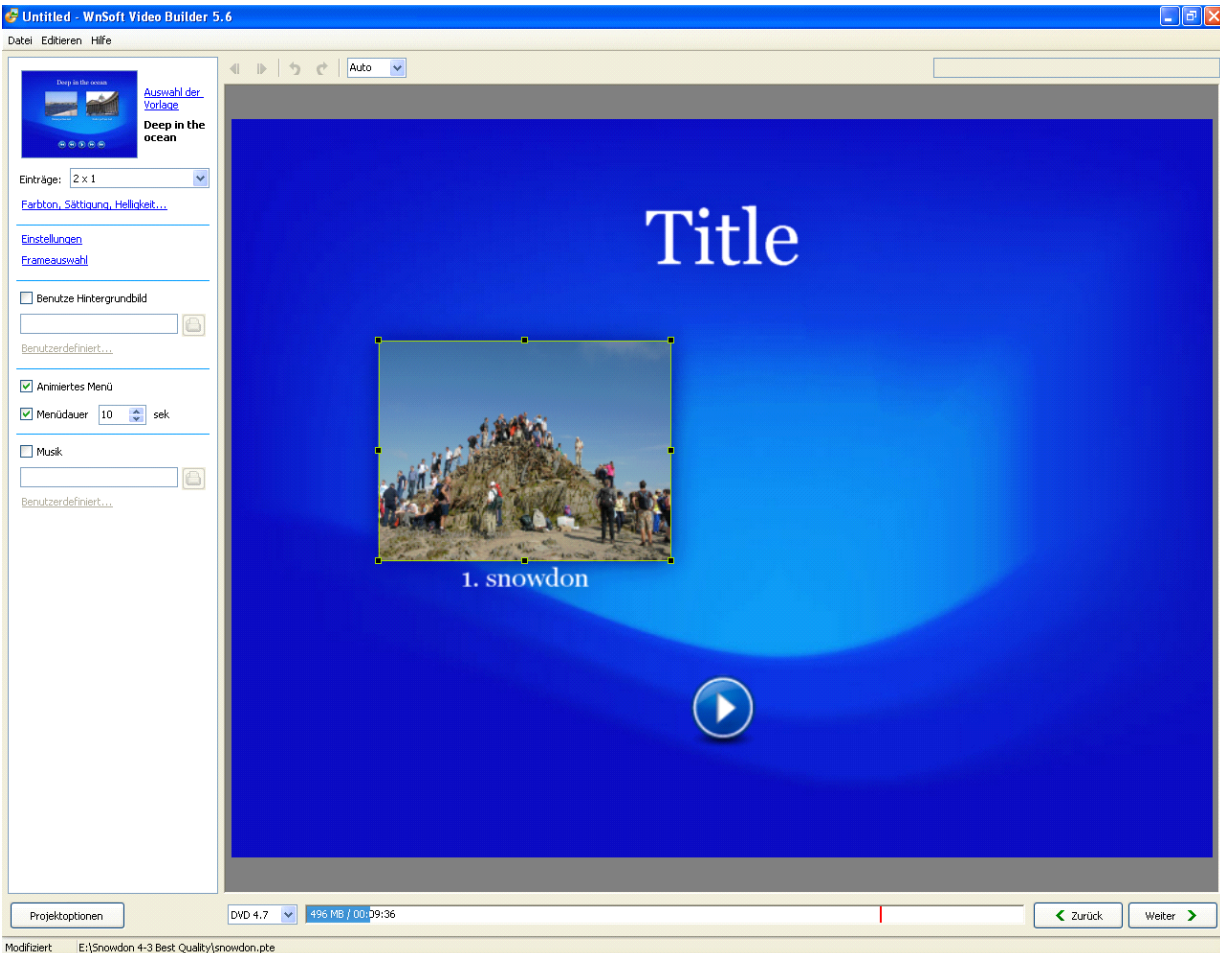 Untitled - WnSoft Video Builder 5.6
Datei Editieren Hilfe
Auto
Deep in the ocean
Auswahl der
Vorlage
Deep in the
ocean
Einträge: 2 x 1
Farbton, Sättigung, Helligkeit...
Einstellungen
Frameauswahl
Benutze Hintergrundbild
Benutzerdefiniert...
Animiertes Menü
Menüdauer 10 sek
Musik
Benutzerdefiniert...
Title
1. snowdon
Projektoptionen
DVD 4.7
496 MB / 00:09:36
Zurück
Weiter
Modifiziert E:\Snowdon 4-3 Best Quality\snowdon.pte